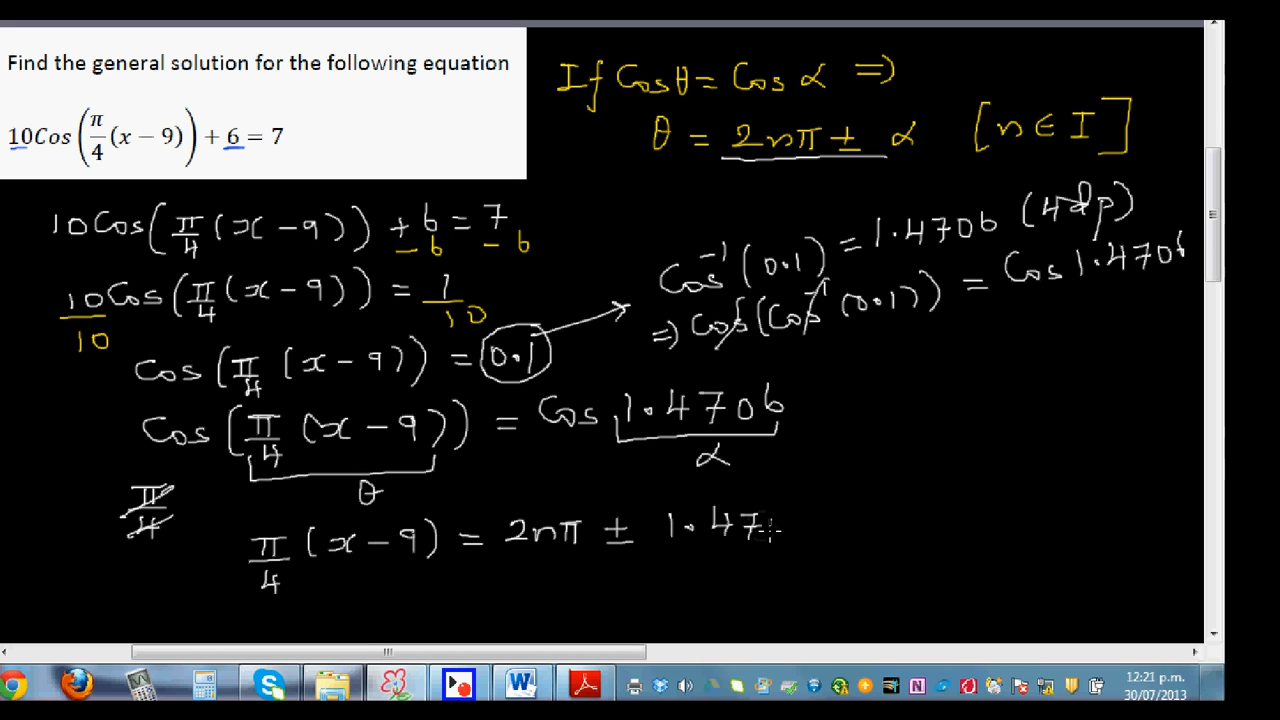 Find the general solution for the following equation
10Cos(π/4(x − 9)) + 6 = 7
If Cosθ = Cos α ⇒
θ = 2nπ ± α [n ∈ I]
10Cos(π/4(x − 9)) + 6 = 7
− 6 − 6
10Cos(π/4(x − 9)) = 1
10 10
Cos(π/4(x − 9)) = 0.1
Cos⁻¹(0.1) = 1.4706 (4dp)
⇒ Cos(Cos⁻¹(0.1)) = Cos 1.4706
Cos(π/4(x − 9)) = Cos 1.4706
θ α
π/4
π/4(x − 9) = 2nπ ± 1.47
12:21 p.m.
30/07/2013